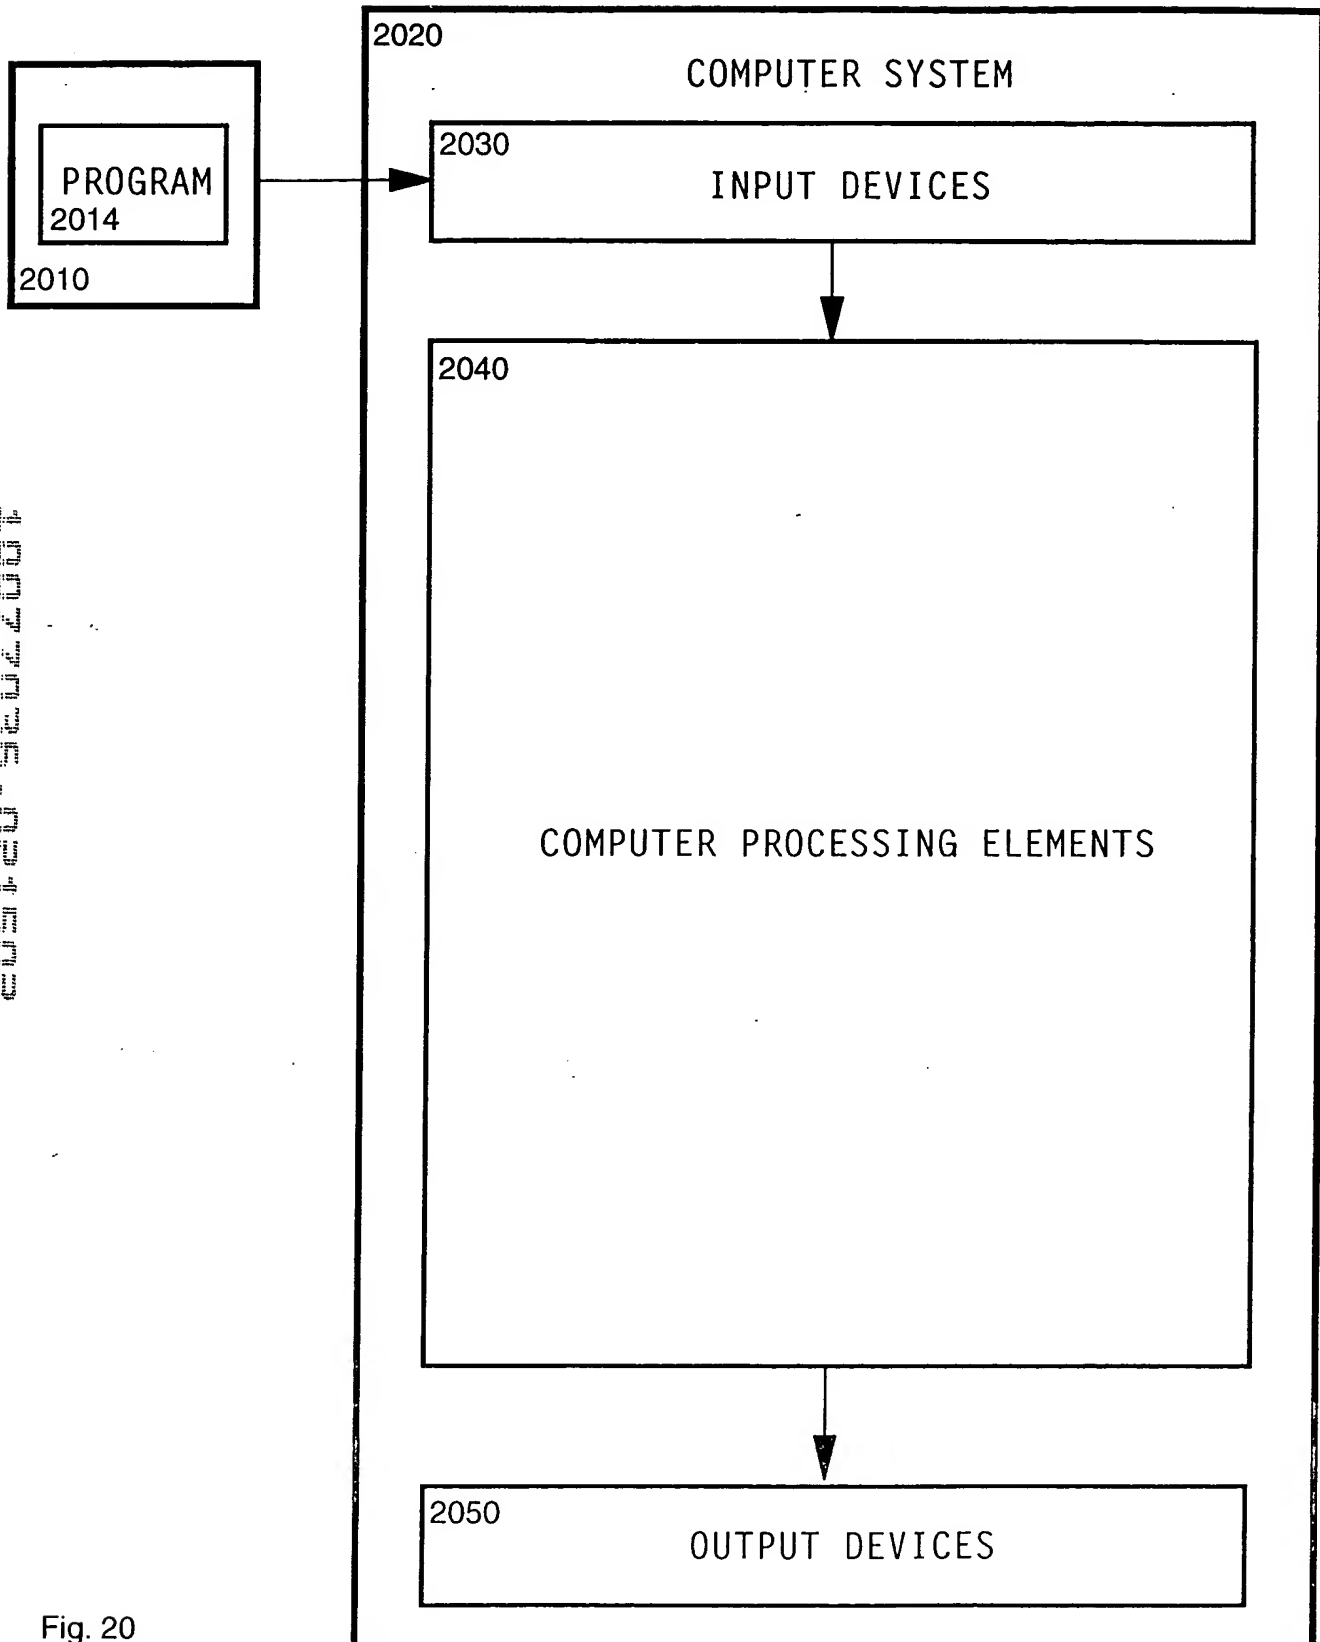 2020
COMPUTER SYSTEM
2030
INPUT DEVICES
PROGRAM
2014
2010
2040
COMPUTER PROCESSING ELEMENTS
2050
OUTPUT DEVICES
Fig. 20